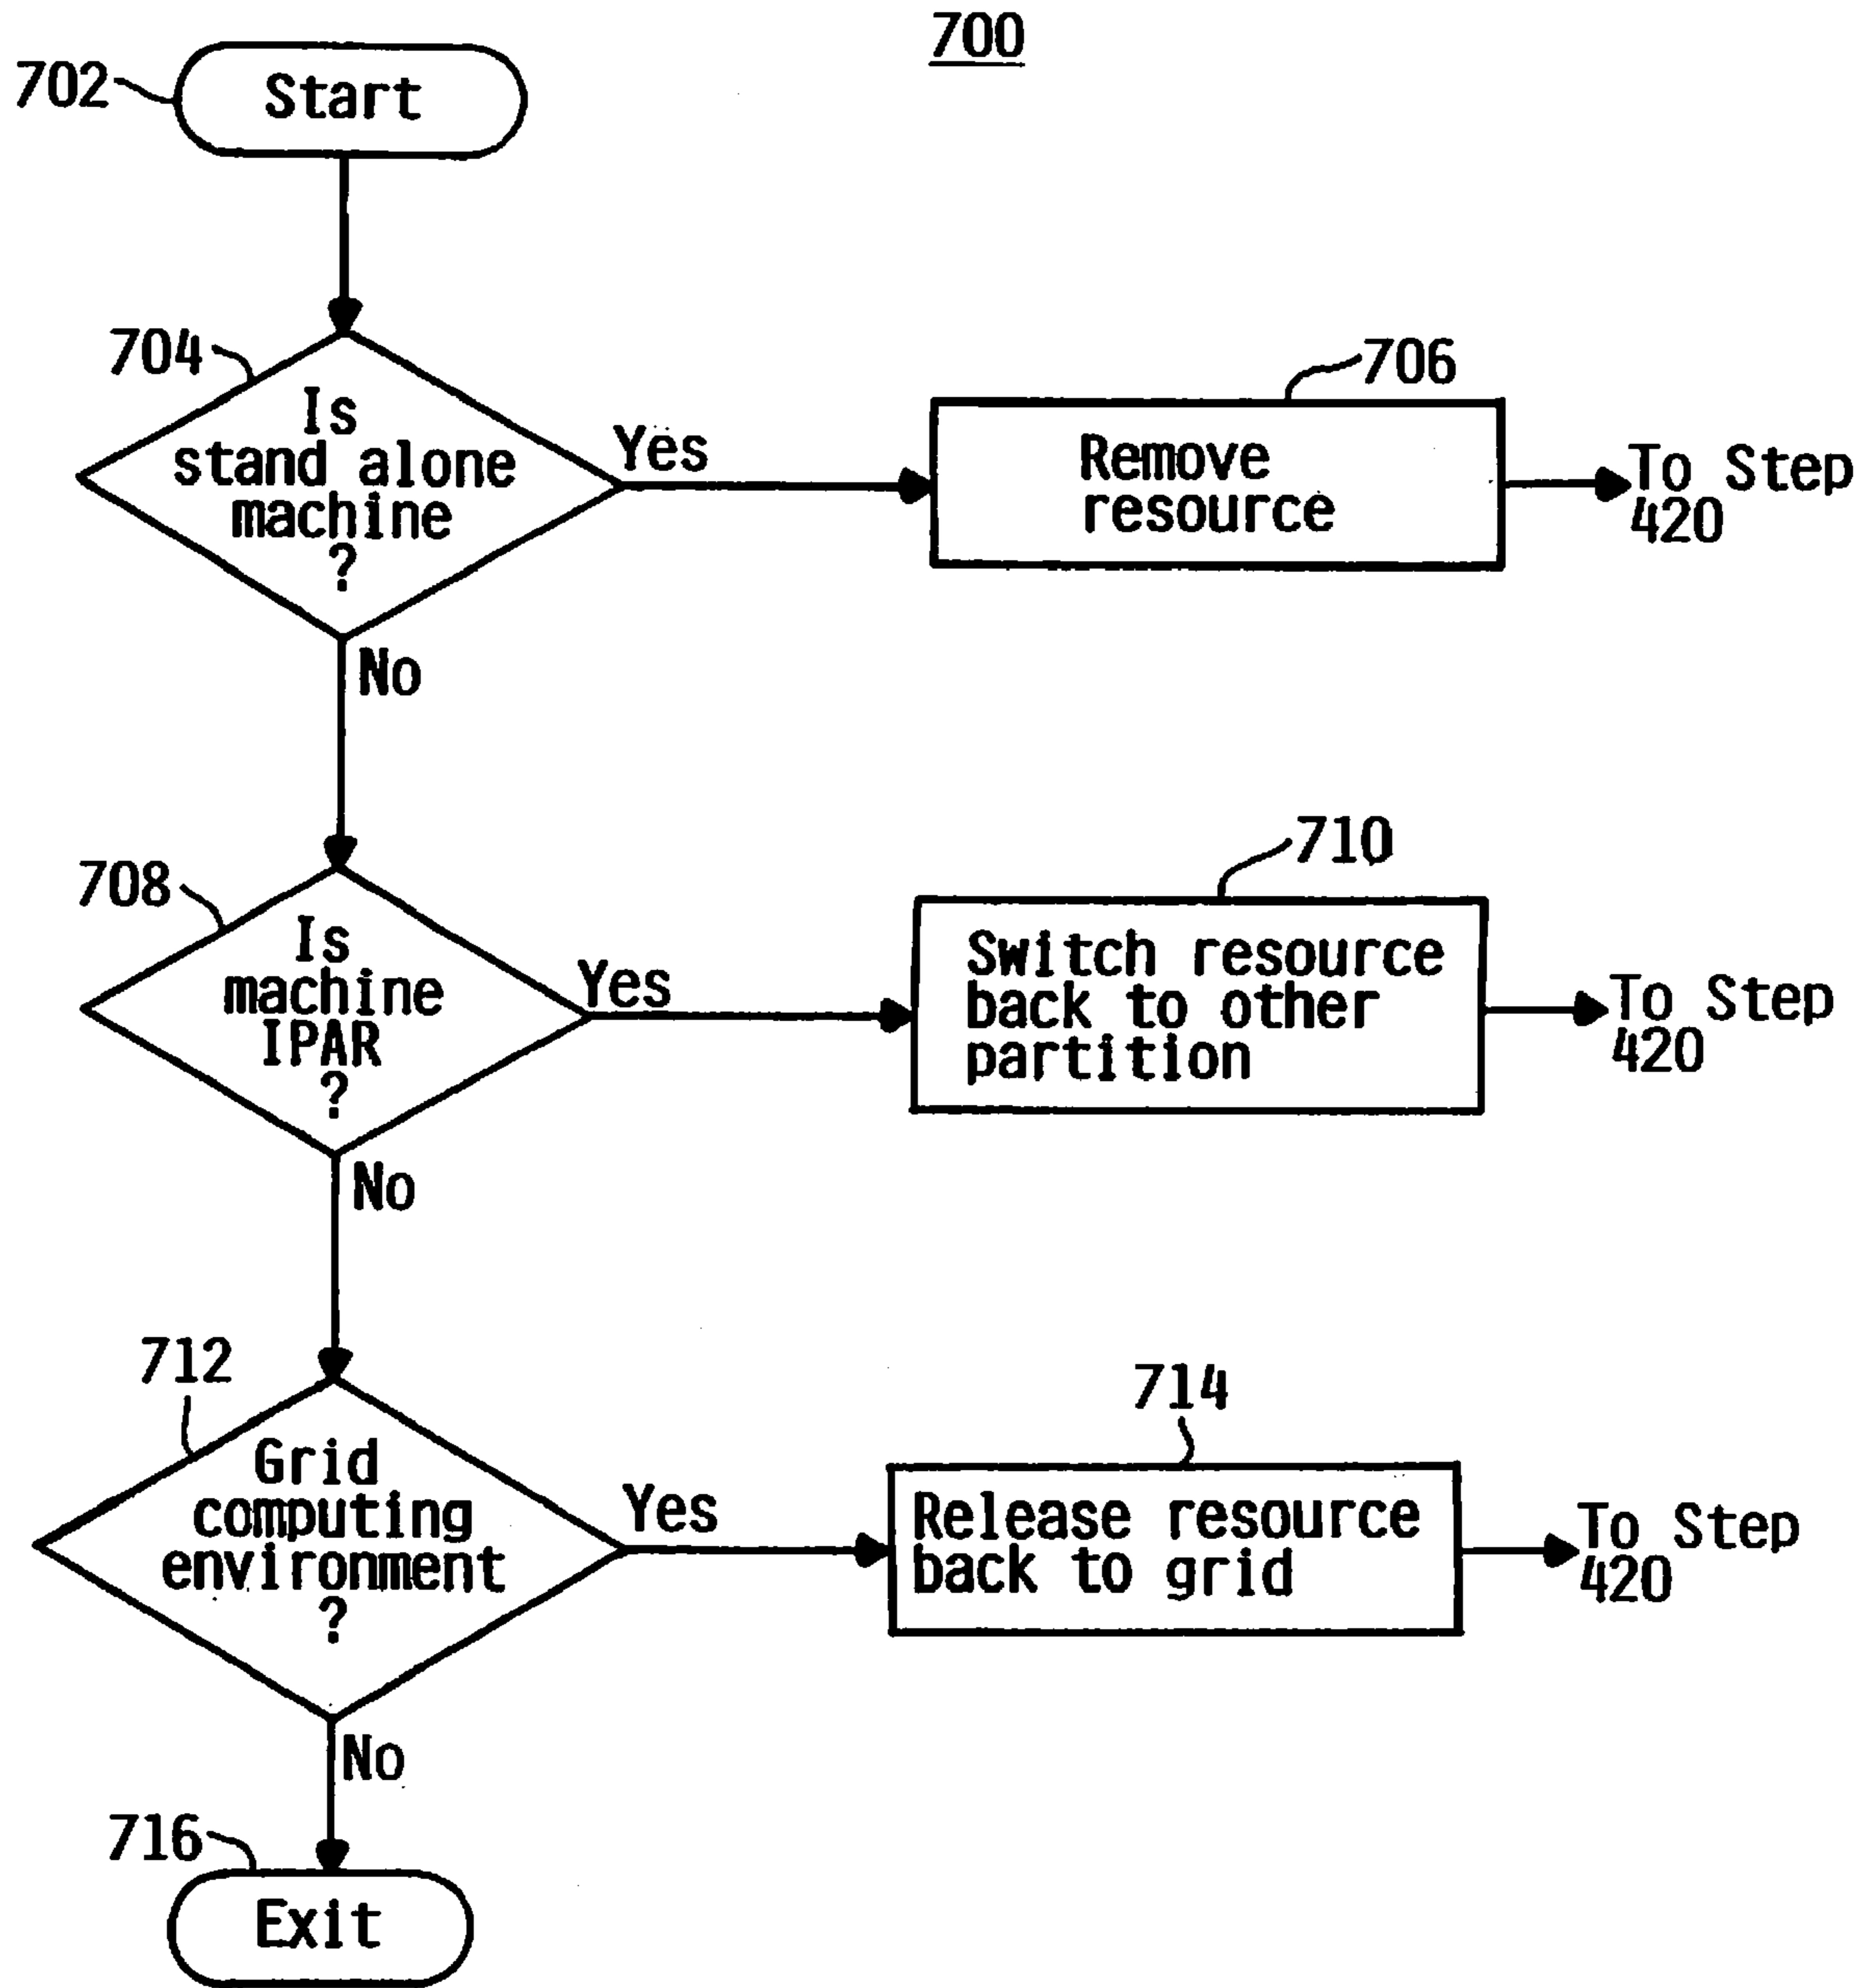 700
702
Start
704
Is
stand alone
machine
?
Yes
706
Remove
resource
To Step
420
No
708
Is
machine
IPAR
?
Yes
710
Switch resource
back to other
partition
To Step
420
No
712
Grid
computing
environment
?
Yes
714
Release resource
back to grid
To Step
420
No
716
Exit